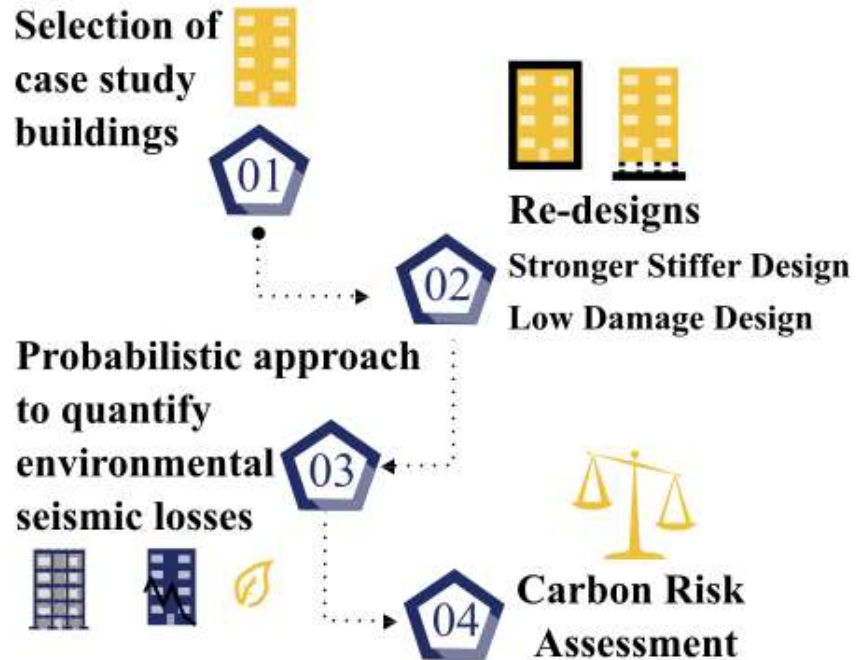 Selection of
case study
buildings
01
Re-designs
Stronger Stiffer Design
Low Damage Design
02
Probabilistic approach
to quantify
environmental
seismic losses
03
Carbon Risk
Assessment
04